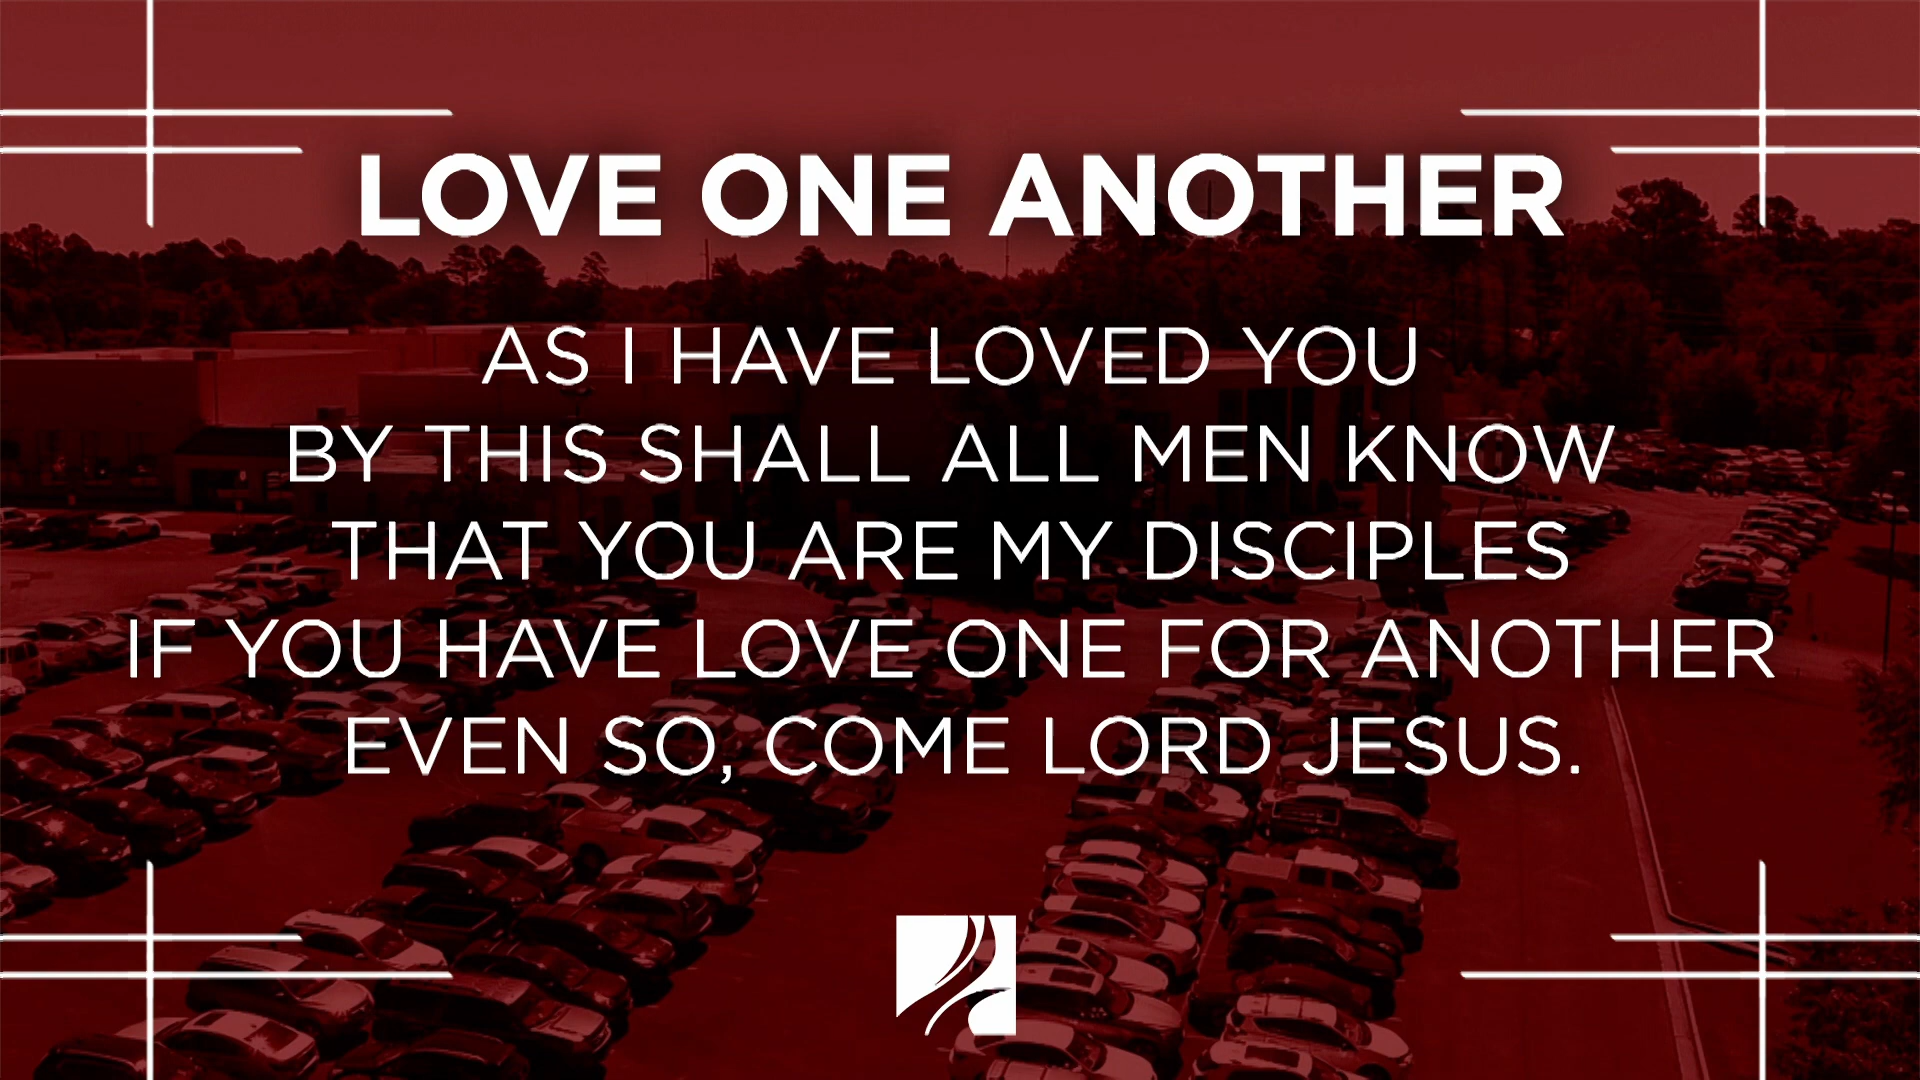 LOVE ONE ANOTHER
AS I HAVE LOVED YOU
BY THIS SHALL ALL MEN KNOW
THAT YOU ARE MY DISCIPLES
IF YOU HAVE LOVE ONE FOR ANOTHER
EVEN SO, COME LORD JESUS.